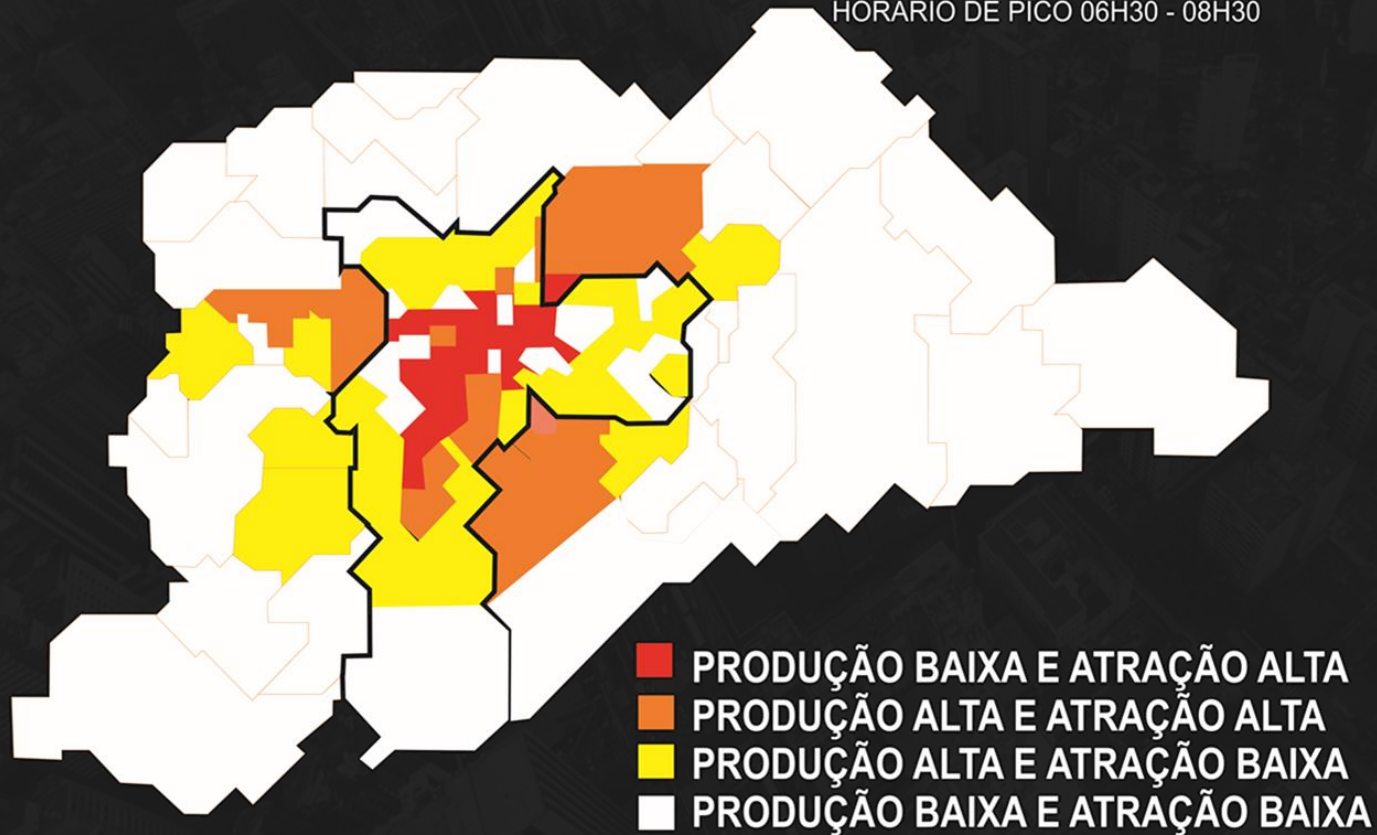 HORARIO DE PICO 06H30 - 08H30
PRODUÇÃO BAIXA E ATRAÇÃO ALTA
PRODUÇÃO ALTA E ATRAÇÃO ALTA
PRODUÇÃO ALTA E ATRAÇÃO BAIXA
PRODUÇÃO BAIXA E ATRAÇÃO BAIXA